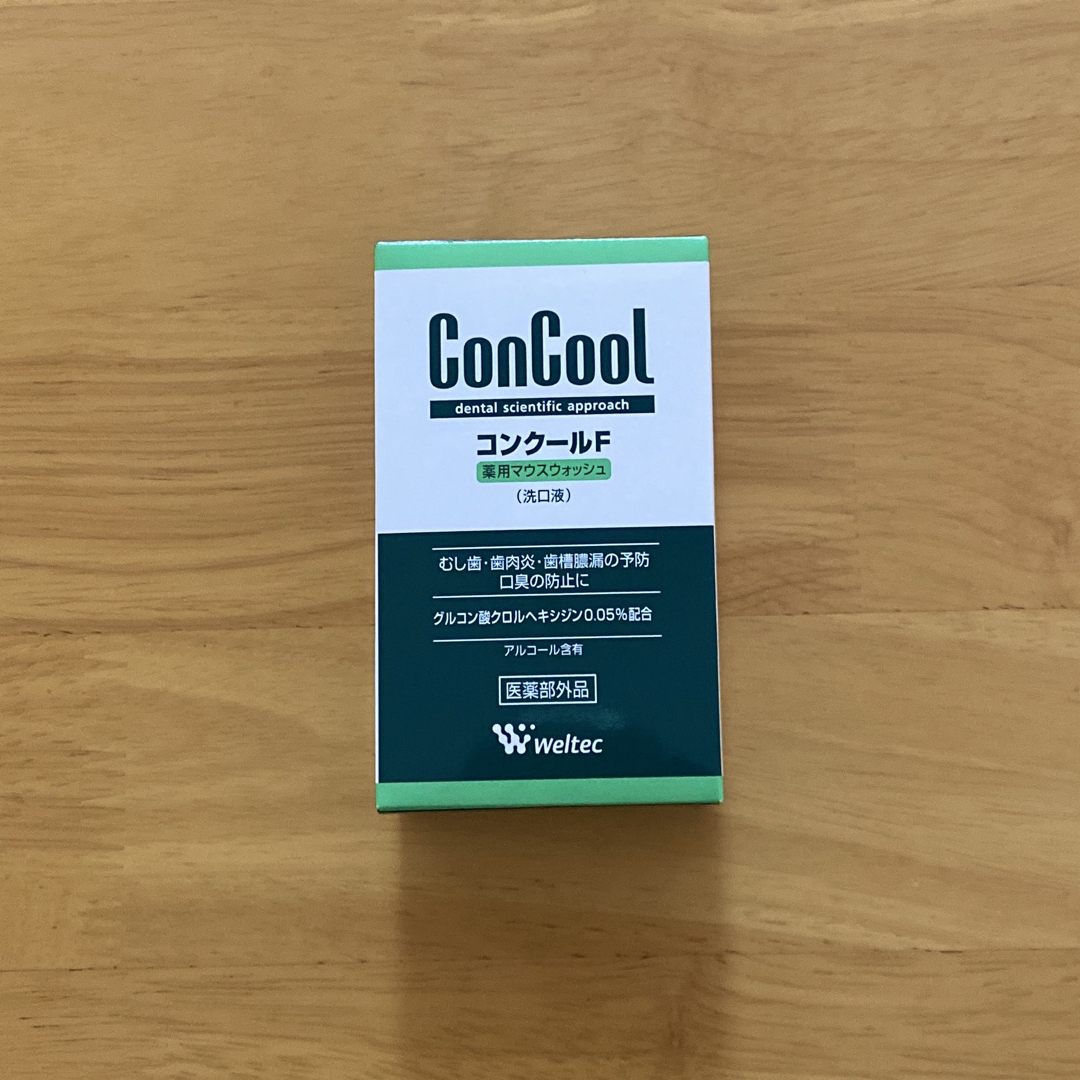 ConCool
dental scientific approach
コンクールF
薬用マウスウォッシュ
(洗口液)
むし歯・歯肉炎・歯槽膿漏の予防
口臭の防止に
グルコン酸クロルヘキシジン0.05%配合
アルコール含有
医薬部外品
weltec